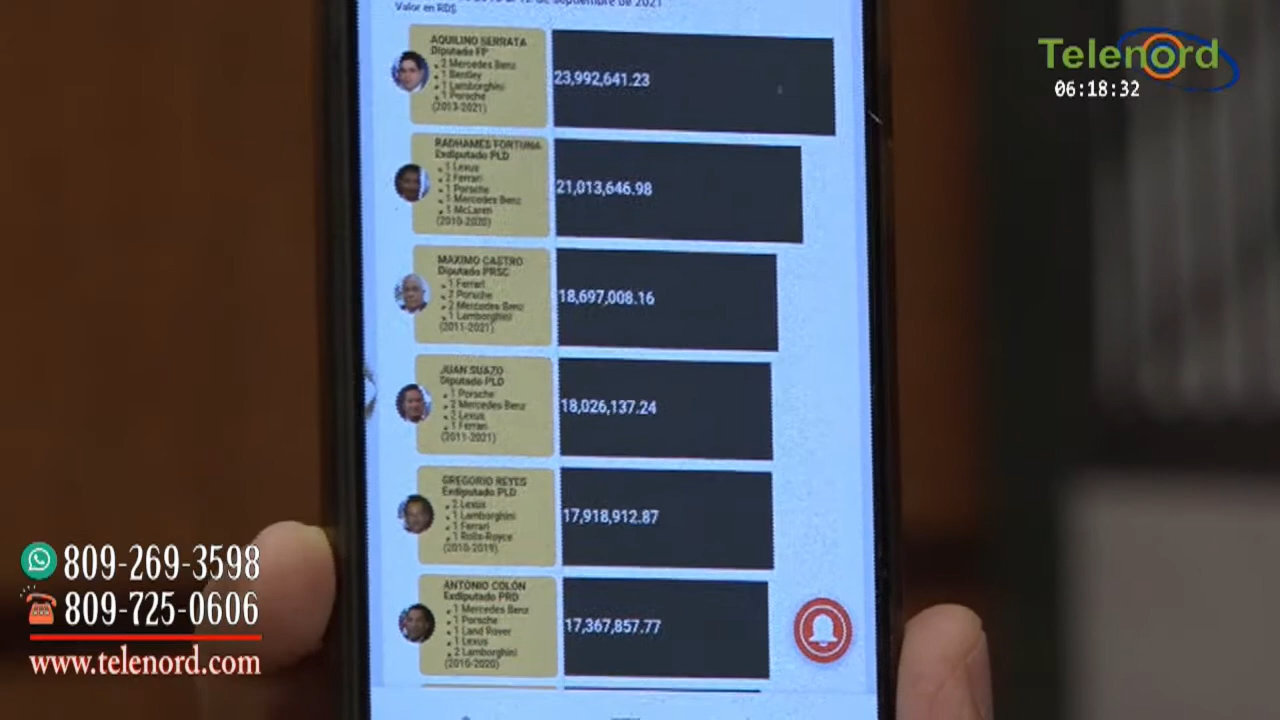 de septiembre de 2021
Valor en RD$
AQUILINO SERRATA
Diputado FP
2 Mercedes Benz
1 Bentley
1 Lamborghini
1 Porsche
(2013-2021)
23,992,641.23
RADHAMES FORTUNA
Exdiputado PLD
1 Lexus
2 Ferrari
1 Porsche
1 Mercedes Benz
1 McLaren
(2010-2020)
21,013,646.98
MAXIMO CASTRO
Diputado PRSC
1 Ferrari
2 Porsche
2 Mercedes Benz
1 Lamborghini
(2011-2021)
18,697,008.16
JUAN SUAZO
Diputado PLD
1 Porsche
2 Mercedes Benz
2 Lexus
1 Ferrari
(2011-2021)
18,026,137.24
GREGORIO REYES
Exdiputado PLD
2 Lexus
1 Lamborghini
1 Ferrari
1 Rolls-Royce
(2010-2019)
17,918,912.87
ANTONIO COLÓN
Exdiputado PRD
1 Mercedes Benz
1 Porsche
1 Land Rover
1 Lexus
2 Lamborghini
(2010-2020)
17,367,857.77
Telenord
06:18:32
809-269-3598
809-725-0606
www.telenord.com